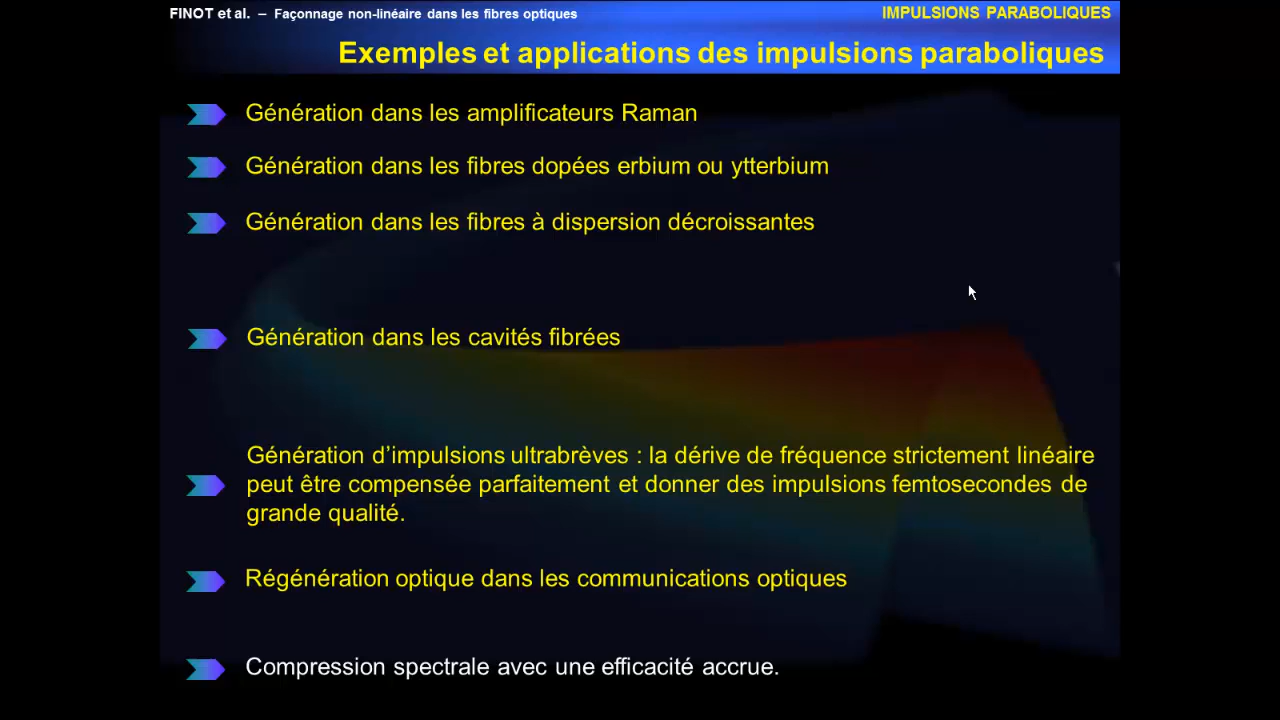 FINOT et al. – Façonnage non-linéaire dans les fibres optiques
IMPULSIONS PARABOLIQUES
Exemples et applications des impulsions paraboliques
Génération dans les amplificateurs Raman
Génération dans les fibres dopées erbium ou ytterbium
Génération dans les fibres à dispersion décroissantes
Génération dans les cavités fibrées
Génération d’impulsions ultrabrèves : la dérive de fréquence strictement linéaire
peut être compensée parfaitement et donner des impulsions femtosecondes de
grande qualité.
Régénération optique dans les communications optiques
Compression spectrale avec une efficacité accrue.